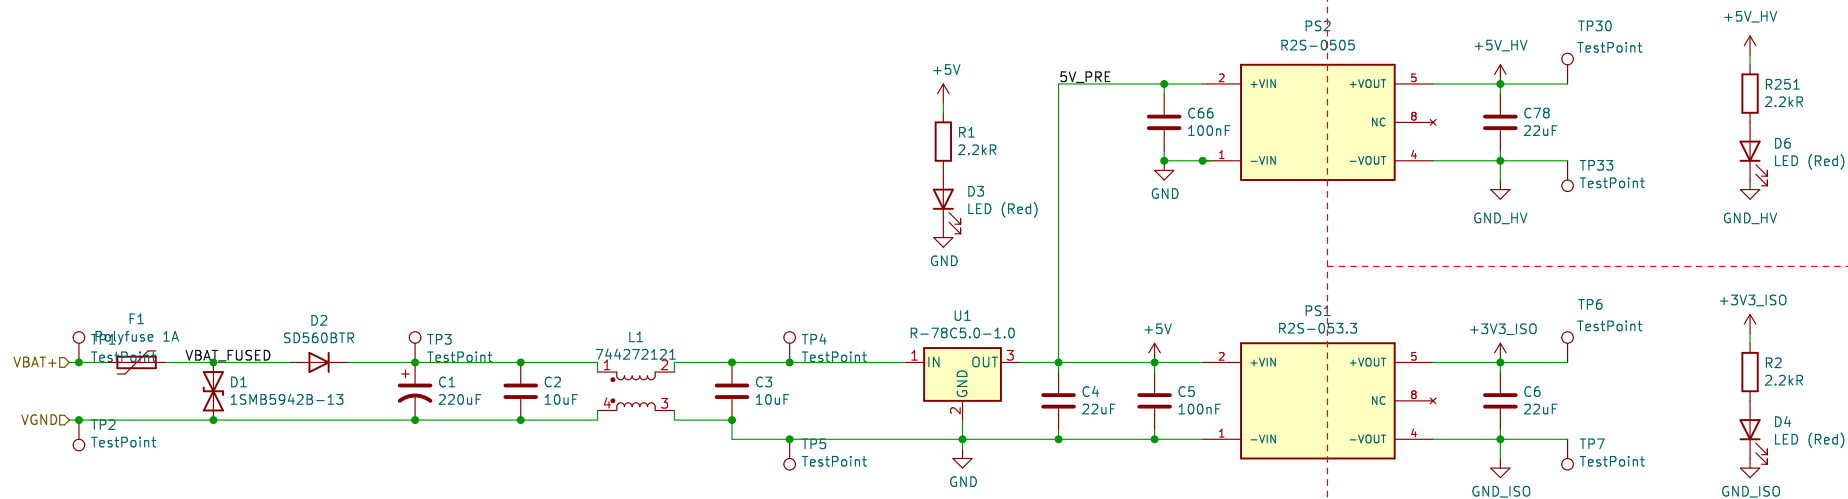 +5V_HV
PS2
R2S-0505
TP30
TestPoint
+5V_HV
+5V
5V_PRE
2
+VIN
+VOUT
5
C66
100nF
NC
8
C78
22uF
R251
2.2kR
R1
2.2kR
1
-VIN
-VOUT
4
D6
LED (Red)
TP33
TestPoint
GND
GND_HV
GND_HV
D3
LED (Red)
GND
F1
Polyfuse 1A
TP1
TestPoint
VBAT+
VBAT_FUSED
D2
SD560BTR
TP3
TestPoint
L1
744272121
1
2
4
3
TP4
TestPoint
U1
R-78C5.0-1.0
1
IN
OUT
3
GND
2
+5V
PS1
R2S-053.3
2
+VIN
+VOUT
5
NC
8
1
-VIN
-VOUT
4
+3V3_ISO
TP6
TestPoint
+3V3_ISO
D1
1SMB5942B-13
+
C1
220uF
C2
10uF
C3
10uF
C4
22uF
C5
100nF
C6
22uF
R2
2.2kR
VGND
TP2
TestPoint
TP5
TestPoint
GND
TP7
TestPoint
GND_ISO
D4
LED (Red)
GND_ISO